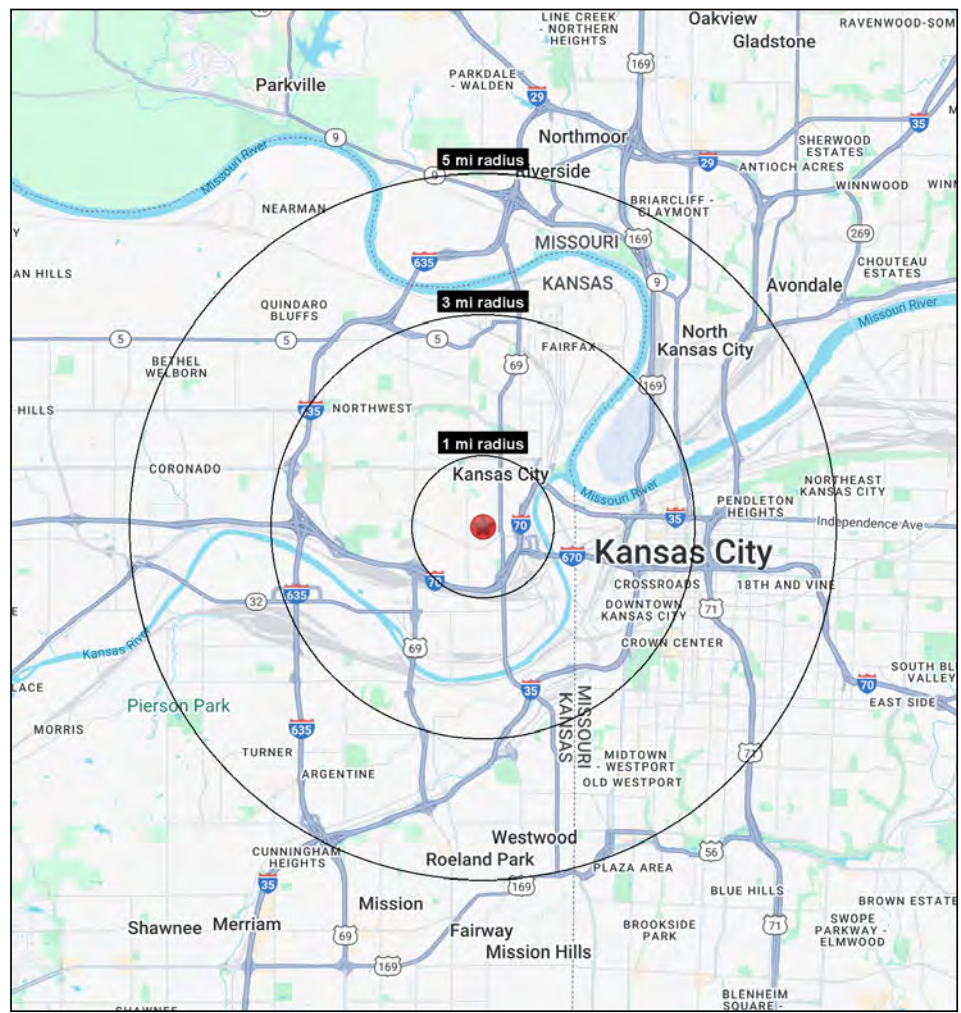 LINE CREEK
- NORTHERN
HEIGHTS
Oakview
RAVENWOOD-SOM
Gladstone
169
Parkville
PARKDALE
- WALDEN
29
35
9
Northmoor
SHERWOOD
ESTATES
29
ANTIOCH ACRES
Missouri River
5 mi radius
9
Riverside
WINNWOOD
WINN
BRIARCLIFF -
CLAYMONT
NEARMAN
269
MISSOURI
169
635
CHOUTEAU
ESTATES
AN HILLS
KANSAS
9
Avondale
QUINDARO
BLUFFS
3 mi radius
Missouri River
North
Kansas City
5
5
5
FAIRFAX
BETHEL
WELBORN
69
169
HILLS
635
NORTHWEST
1 mi radius
CORONADO
Kansas City
NORTHEAST
KANSAS CITY
Missouri River
PENDLETON
HEIGHTS
70
35
Independence Ave
670
Kansas City
70
CROSSROADS
18TH AND VINE
635
32
DOWNTOWN
KANSAS CITY
71
CROWN CENTER
Kansas River
69
SOUTH BL
VALLEY
LACE
35
70
Pierson Park
KANSAS
MISSOURI
EAST SIDE
MORRIS
635
TURNER
MIDTOWN
- WESTPORT
71
ARGENTINE
OLD WESTPORT
Westwood
CUNNINGHAM
HEIGHTS
Roeland Park
56
PLAZA AREA
35
169
BLUE HILLS
Mission
BROWN ESTATE
Shawnee
Merriam
69
Fairway
BROOKSIDE
PARK
71
SWOPE
PARKWAY -
ELMWOOD
Mission Hills
169
BLENHEIM
SQUARE -